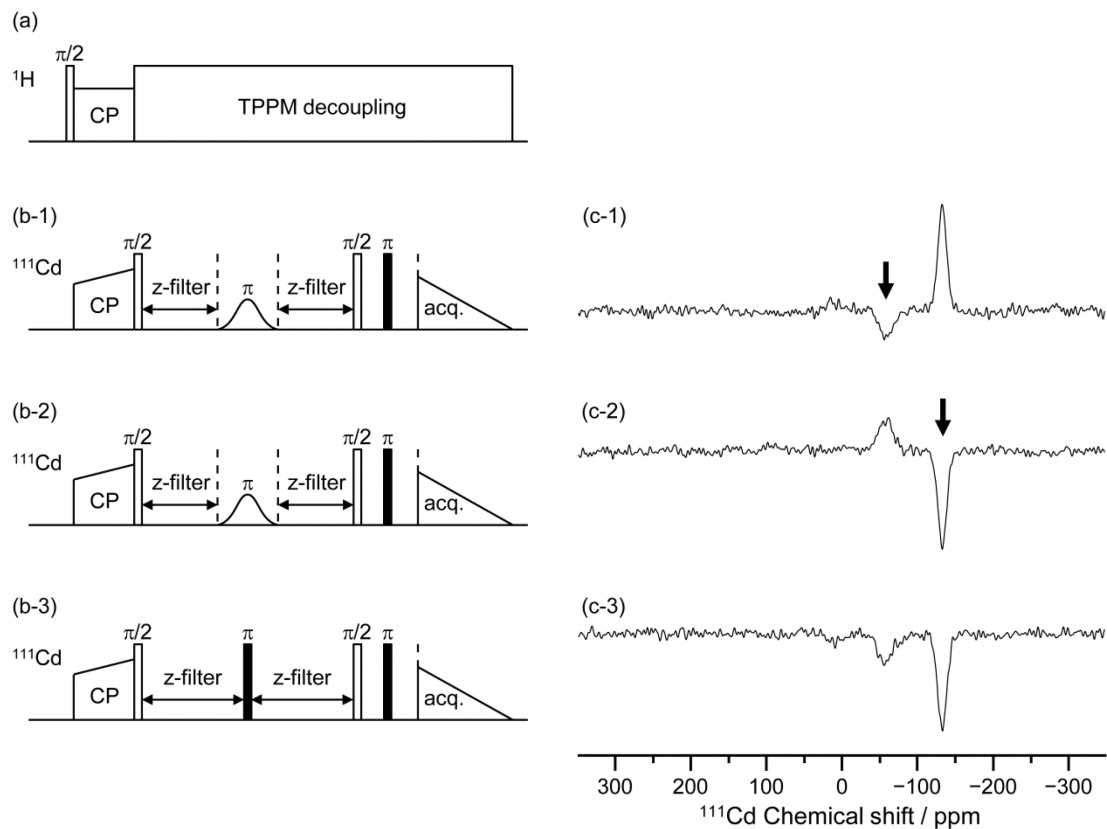 (a)
π/2
¹H
CP
TPPM decoupling
(b-1)
π/2
π/2 π
¹¹¹Cd
CP
z-filter
π
z-filter
acq.
(c-1)
(b-2)
π/2
π/2 π
¹¹¹Cd
CP
z-filter
π
z-filter
acq.
(c-2)
(b-3)
π/2
π
π/2 π
¹¹¹Cd
CP
z-filter
z-filter
acq.
(c-3)
300 200 100 0 −100 −200 −300
¹¹¹Cd Chemical shift / ppm